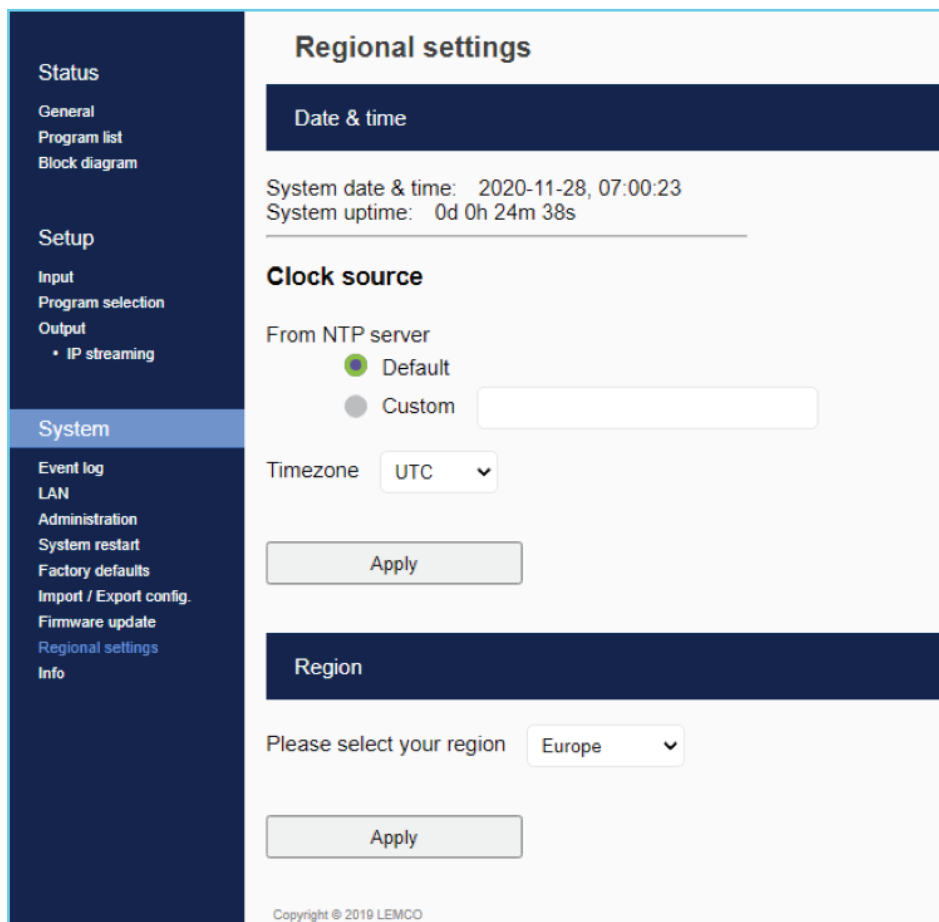 Status
General
Program list
Block diagram
Setup
Input
Program selection
Output
• IP streaming
System
Event log
LAN
Administration
System restart
Factory defaults
Import / Export config.
Firmware update
Regional settings
Info
Regional settings
Date & time
System date & time: 2020-11-28, 07:00:23
System uptime: 0d 0h 24m 38s
Clock source
From NTP server
Default
Custom
Timezone UTC
Apply
Region
Please select your region Europe
Apply
Copyright © 2019 LEMCO